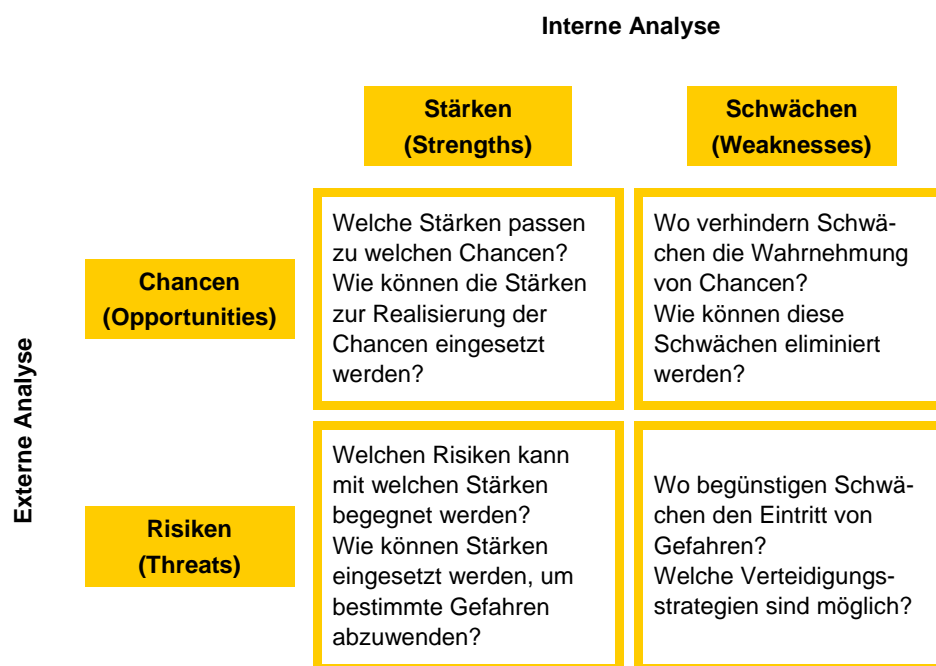 Interne Analyse
Stärken
(Strengths)
Schwächen
(Weaknesses)
Externe Analyse
Chancen
(Opportunities)
Welche Stärken passen
zu welchen Chancen?
Wie können die Stärken
zur Realisierung der
Chancen eingesetzt
werden?
Wo verhindern Schwä-
chen die Wahrnehmung
von Chancen?
Wie können diese
Schwächen eliminiert
werden?
Risiken
(Threats)
Welchen Risiken kann
mit welchen Stärken
begegnet werden?
Wie können Stärken
eingesetzt werden, um
bestimmte Gefahren
abzuwenden?
Wo begünstigen Schwä-
chen den Eintritt von
Gefahren?
Welche Verteidigungs-
strategien sind möglich?